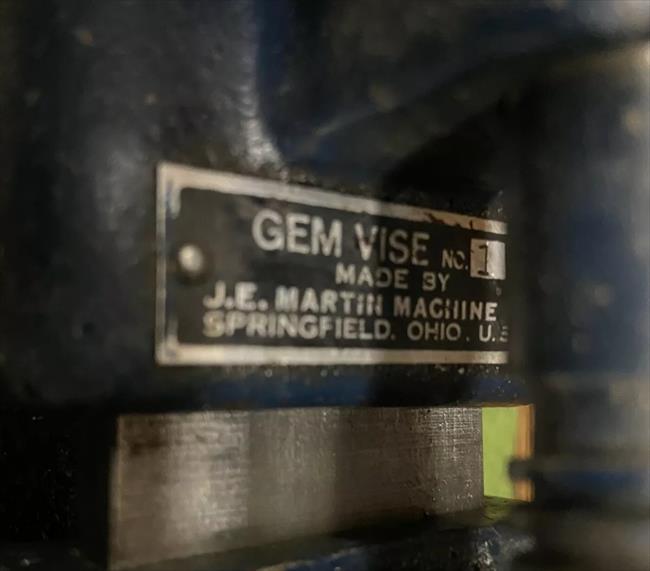 GEM VISE NO. 1
MADE BY
J.E. MARTIN MACHINE
SPRINGFIELD, OHIO. U.S